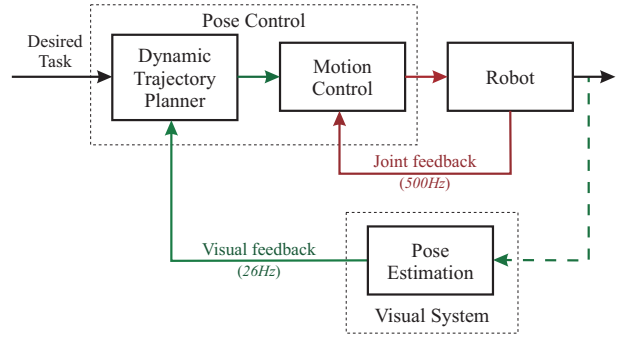 Pose Control
Desired
Task
Dynamic
Trajectory
Planner
Motion
Control
Robot
Joint feedback
(500Hz)
Visual feedback
(26Hz)
Pose
Estimation
Visual System